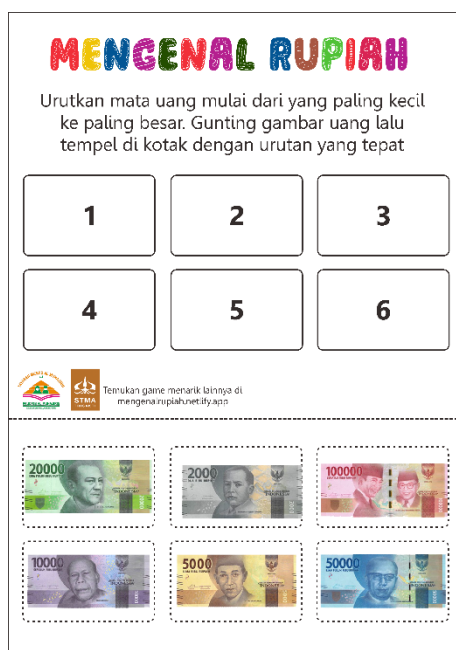 MENGENAL RUPIAH
Urutkan mata uang mulai dari yang paling kecil
ke paling besar. Gunting gambar uang lalu
tempel di kotak dengan urutan yang tepat
1
2
3
4
5
6
STMA
Temukan game menarik lainnya di
mengenalrupiah.netlify.app
20000
2000
100000
10000
5000
50000